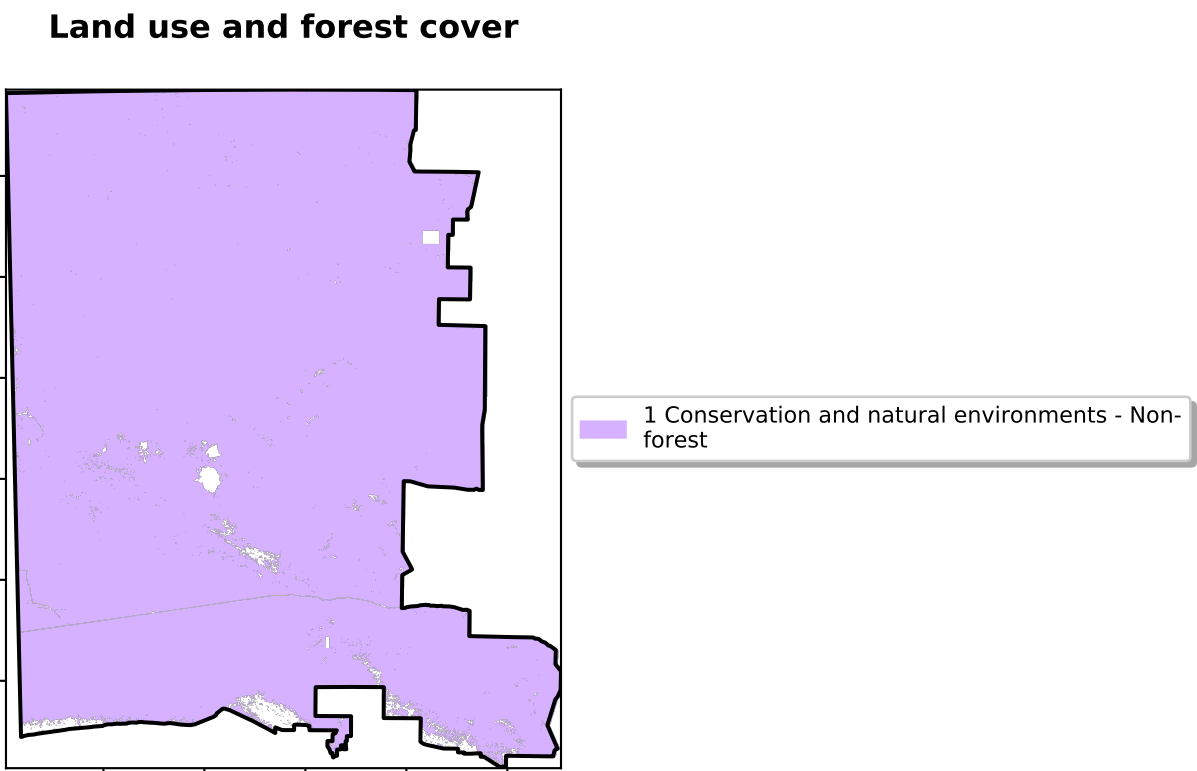 Land use and forest cover
1 Conservation and natural environments - Non-
forest